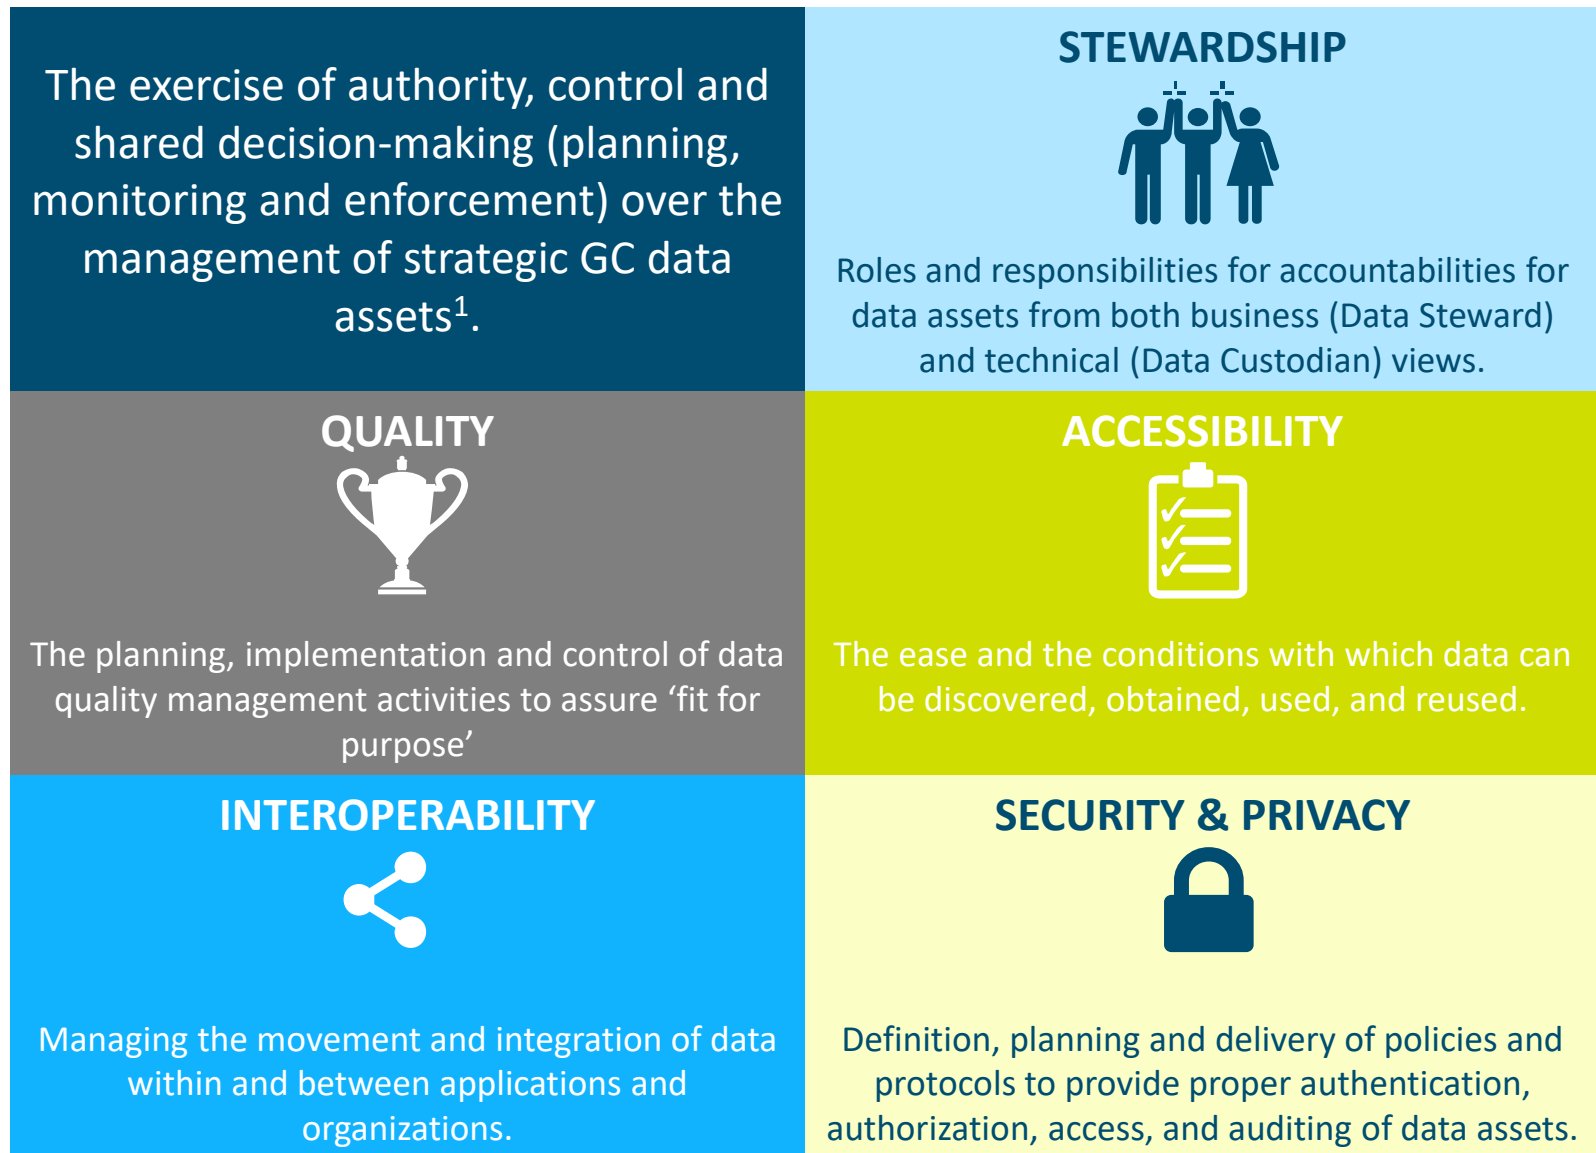 The exercise of authority, control and
shared decision-making (planning,
monitoring and enforcement) over the
management of strategic GC data
assets¹.
STEWARDSHIP
Roles and responsibilities for accountabilities for
data assets from both business (Data Steward)
and technical (Data Custodian) views.
QUALITY
The planning, implementation and control of data
quality management activities to assure ‘fit for
purpose’
ACCESSIBILITY
The ease and the conditions with which data can
be discovered, obtained, used, and reused.
INTEROPERABILITY
Managing the movement and integration of data
within and between applications and
organizations.
SECURITY & PRIVACY
Definition, planning and delivery of policies and
protocols to provide proper authentication,
authorization, access, and auditing of data assets.